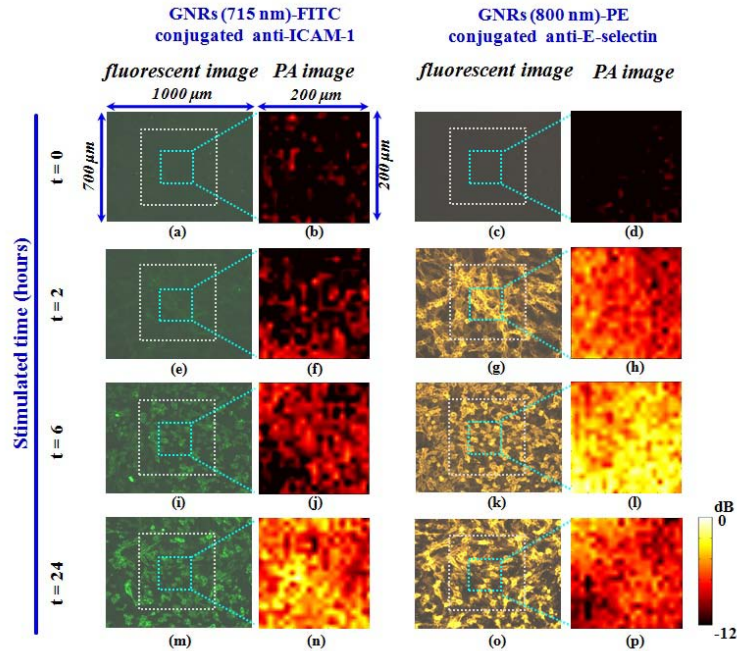 GNRs (715 nm)-FITC
conjugated anti-ICAM-1
GNRs (800 nm)-PE
conjugated anti-E-selectin
fluorescent image
PA image
fluorescent image
PA image
1000 μm
200 μm
700 μm
200 μm
Stimulated time (hours)
t = 0
(a)
(b)
(c)
(d)
t = 2
(e)
(f)
(g)
(h)
t = 6
(i)
(j)
(k)
(l)
t = 24
(m)
(n)
(o)
(p)
dB
0
-12